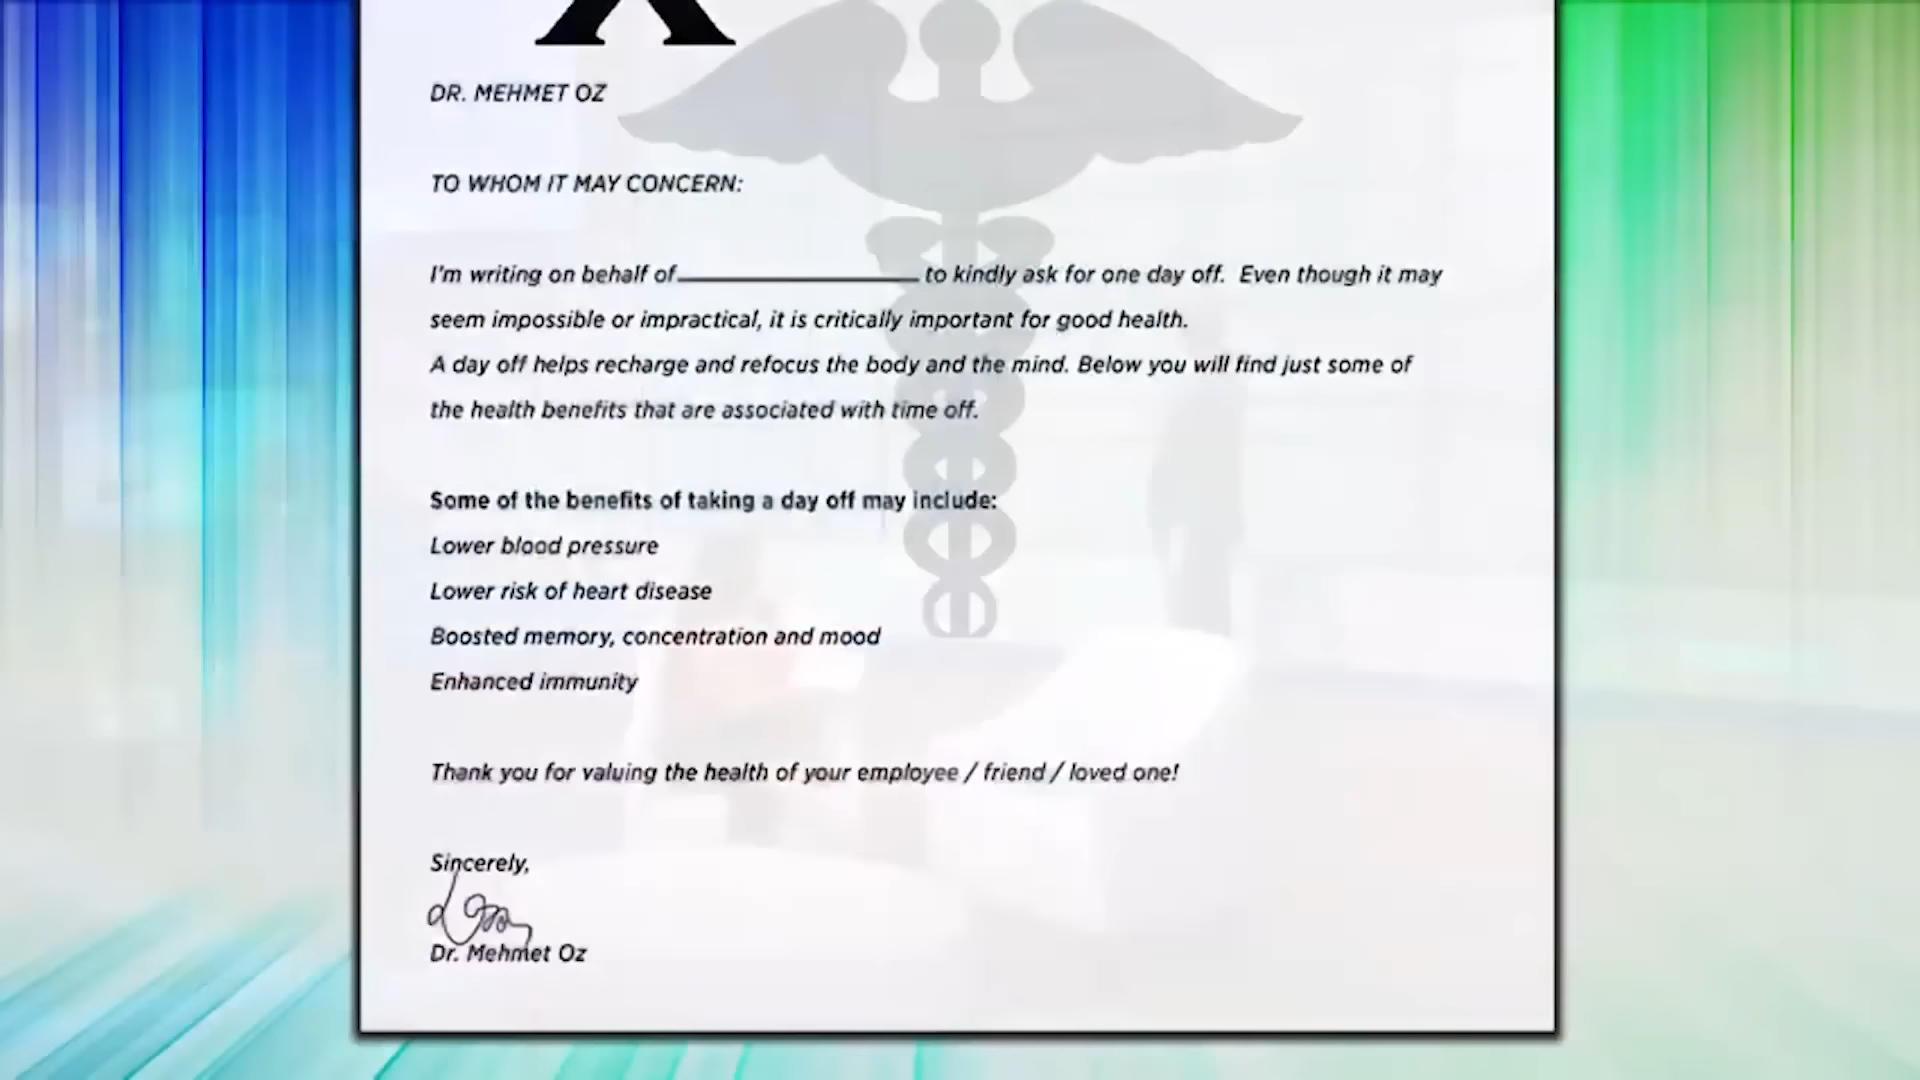 DR. MEHMET OZ
TO WHOM IT MAY CONCERN:
I'm writing on behalf of to kindly ask for one day off. Even though it may
seem impossible or impractical, it is critically important for good health.
A day off helps recharge and refocus the body and the mind. Below you will find just some of
the health benefits that are associated with time off.
Some of the benefits of taking a day off may include:
Lower blood pressure
Lower risk of heart disease
Boosted memory, concentration and mood
Enhanced immunity
Thank you for valuing the health of your employee / friend / loved one!
Sincerely,
Dr. Mehmet Oz